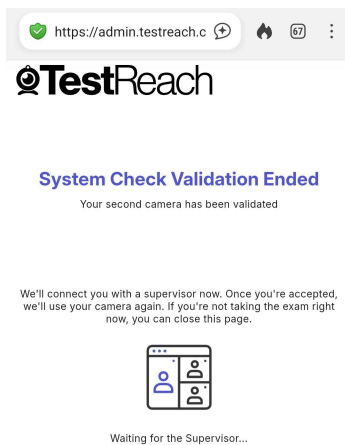 https://admin.testreach.c
67
TestReach
System Check Validation Ended
Your second camera has been validated
We'll connect you with a supervisor now. Once you're accepted,
we'll use your camera again. If you're not taking the exam right
now, you can close this page.
Waiting for the Supervisor...